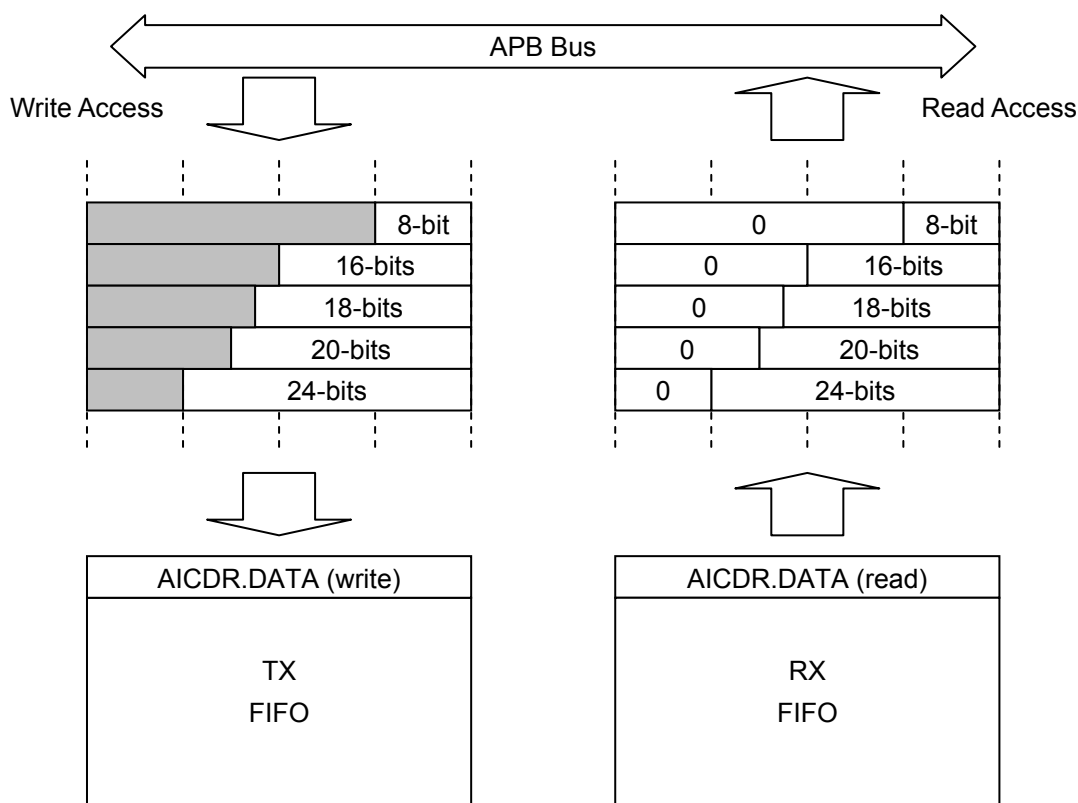 APB Bus
Write Access
Read Access
8-bit
0
8-bit
16-bits
0
16-bits
18-bits
0
18-bits
20-bits
0
20-bits
24-bits
0
24-bits
AICDR.DATA (write)
AICDR.DATA (read)
TX
FIFO
RX
FIFO